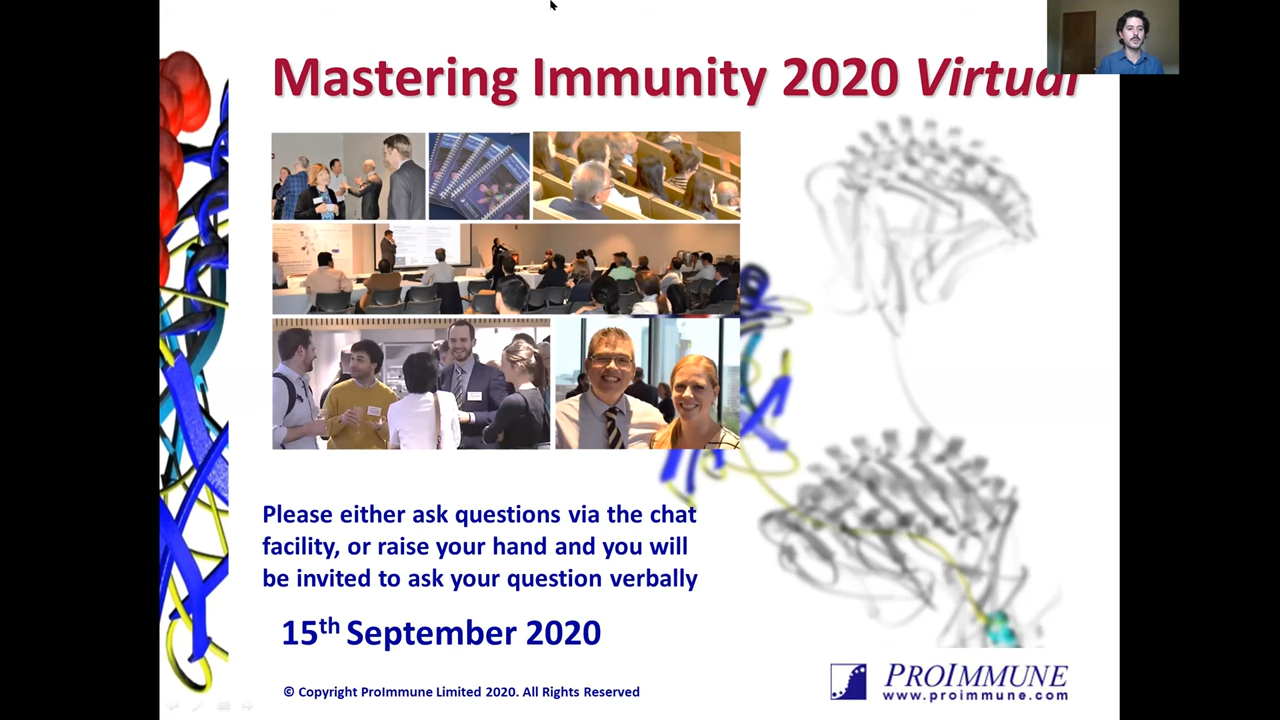 Mastering Immunity 2020 Virtual
Please either ask questions via the chat
facility, or raise your hand and you will
be invited to ask your question verbally
15th September 2020
© Copyright ProImmune Limited 2020. All Rights Reserved
PROIMMUNE
www.proimmune.com